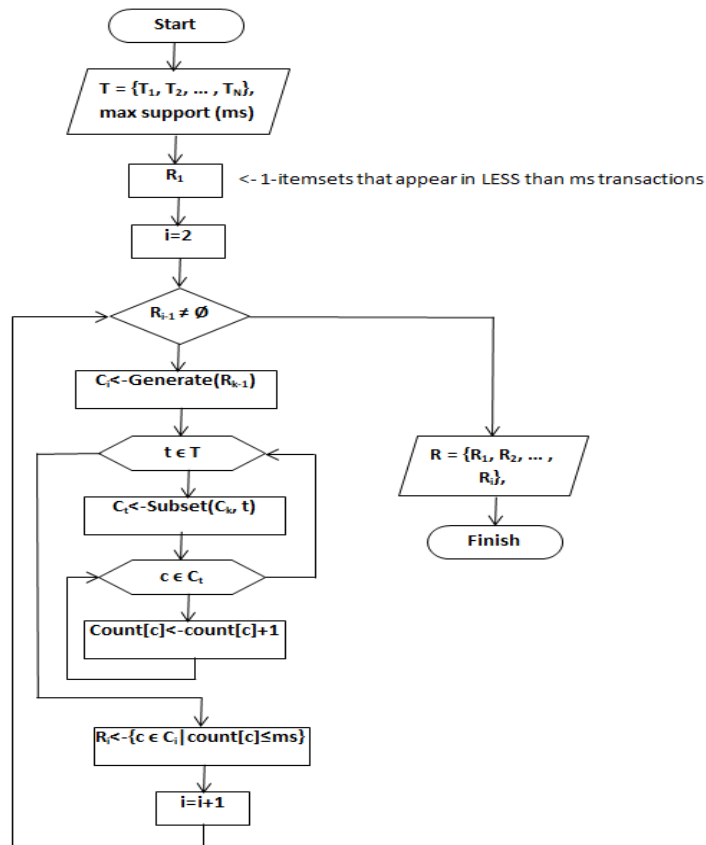 Start
T = {T₁, T₂, ... , Tɴ},
max support (ms)
R₁
<- 1-itemsets that appear in LESS than ms transactions
i=2
Rᵢ₋₁ ≠ Ø
Cᵢ<-Generate(Rₖ₋₁)
t ϵ T
Cₜ<-Subset(Cₖ, t)
c ϵ Cₜ
Count[c]<-count[c]+1
Rᵢ<-{c ϵ Cᵢ|count[c]≤ms}
i=i+1
R = {R₁, R₂, ... ,
Rᵢ},
Finish